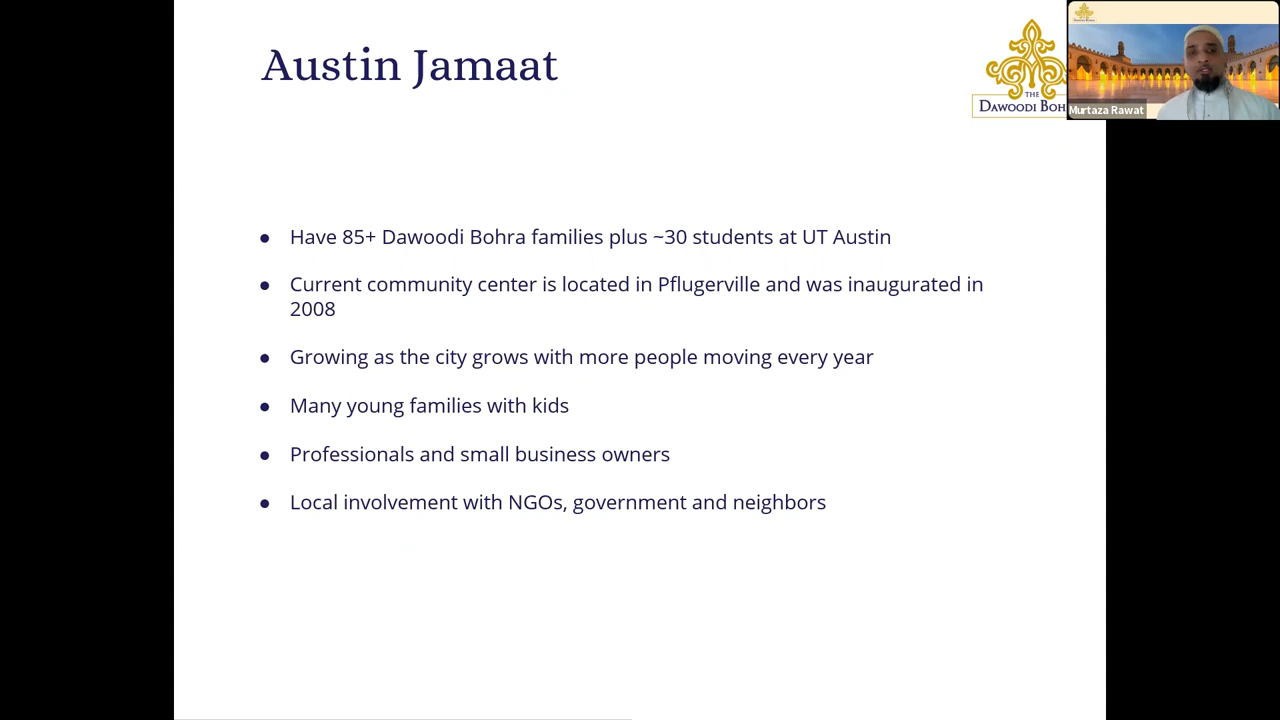 Austin Jamaat
THE
DAWOODI BOH
Murtaza Rawat
● Have 85+ Dawoodi Bohra families plus ~30 students at UT Austin
● Current community center is located in Pflugerville and was inaugurated in
2008
● Growing as the city grows with more people moving every year
● Many young families with kids
● Professionals and small business owners
● Local involvement with NGOs, government and neighbors